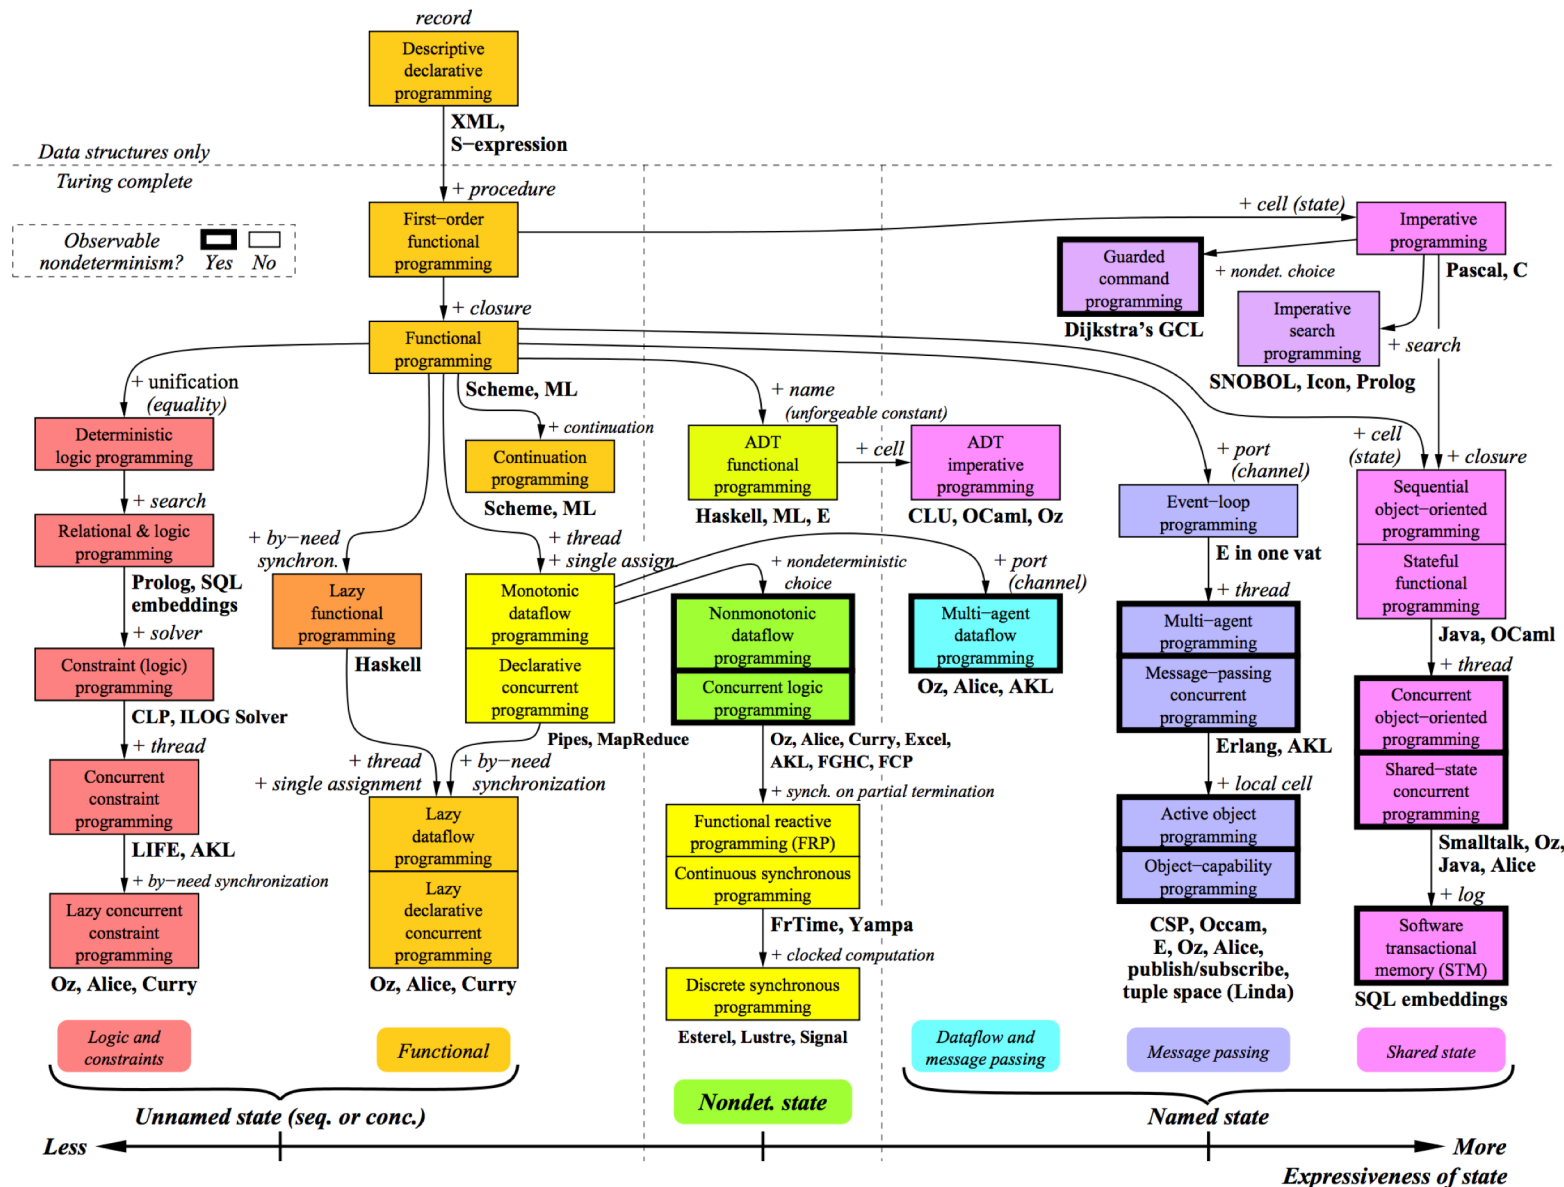 record
Descriptive
declarative
programming
XML,
S−expression
Data structures only
Turing complete
+ procedure
Observable
nondeterminism?
Yes
No
First−order
functional
programming
+ cell (state)
Imperative
programming
Pascal, C
+ nondet. choice
Guarded
command
programming
Dijkstra's GCL
Imperative
search
programming
+ search
SNOBOL, Icon, Prolog
+ closure
Functional
programming
Scheme, ML
+ unification
(equality)
Deterministic
logic programming
+ search
Relational & logic
programming
Prolog, SQL
embeddings
+ solver
Constraint (logic)
programming
CLP, ILOG Solver
+ thread
Concurrent
constraint
programming
LIFE, AKL
+ by−need synchronization
Lazy concurrent
constraint
programming
Oz, Alice, Curry
+ continuation
Continuation
programming
Scheme, ML
+ by−need
synchron.
Lazy
functional
programming
Haskell
+ thread
+ single assign.
Monotonic
dataflow
programming
Declarative
concurrent
programming
Pipes, MapReduce
+ thread
+ single assignment
+ by−need
synchronization
Lazy
dataflow
programming
Lazy
declarative
concurrent programming
Oz, Alice, Curry
+ name
(unforgeable constant)
ADT
functional
programming
Haskell, ML, E
+ cell
ADT
imperative
programming
CLU, OCaml, Oz
+ nondeterministic
choice
Nonmonotonic
dataflow
programming
Concurrent logic
programming
Oz, Alice, Curry, Excel,
AKL, FGHC, FCP
+ synch. on partial termination
Functional reactive
programming (FRP)
Continuous synchronous
programming
FrTime, Yampa
+ clocked computation
Discrete synchronous
programming
Esterel, Lustre, Signal
+ port
(channel)
Multi−agent
dataflow
programming
Oz, Alice, AKL
+ port
(channel)
Event−loop
programming
E in one vat
+ thread
Multi−agent
programming
Message−passing
concurrent
programming
Erlang, AKL
+ local cell
Active object
programming
Object−capability
programming
CSP, Occam,
E, Oz, Alice,
publish/subscribe,
tuple space (Linda)
+ cell
(state)
+ closure
Sequential
object−oriented
programming
Stateful
functional
programming
Java, OCaml
+ thread
Concurrent
object−oriented
programming
Shared−state
concurrent
programming
Smalltalk, Oz,
Java, Alice
+ log
Software
transactional
memory (STM)
SQL embeddings
Logic and
constraints
Functional
Dataflow and
message passing
Message passing
Shared state
Unnamed state (seq. or conc.)
Nondet. state
Named state
Less
More
Expressiveness of state